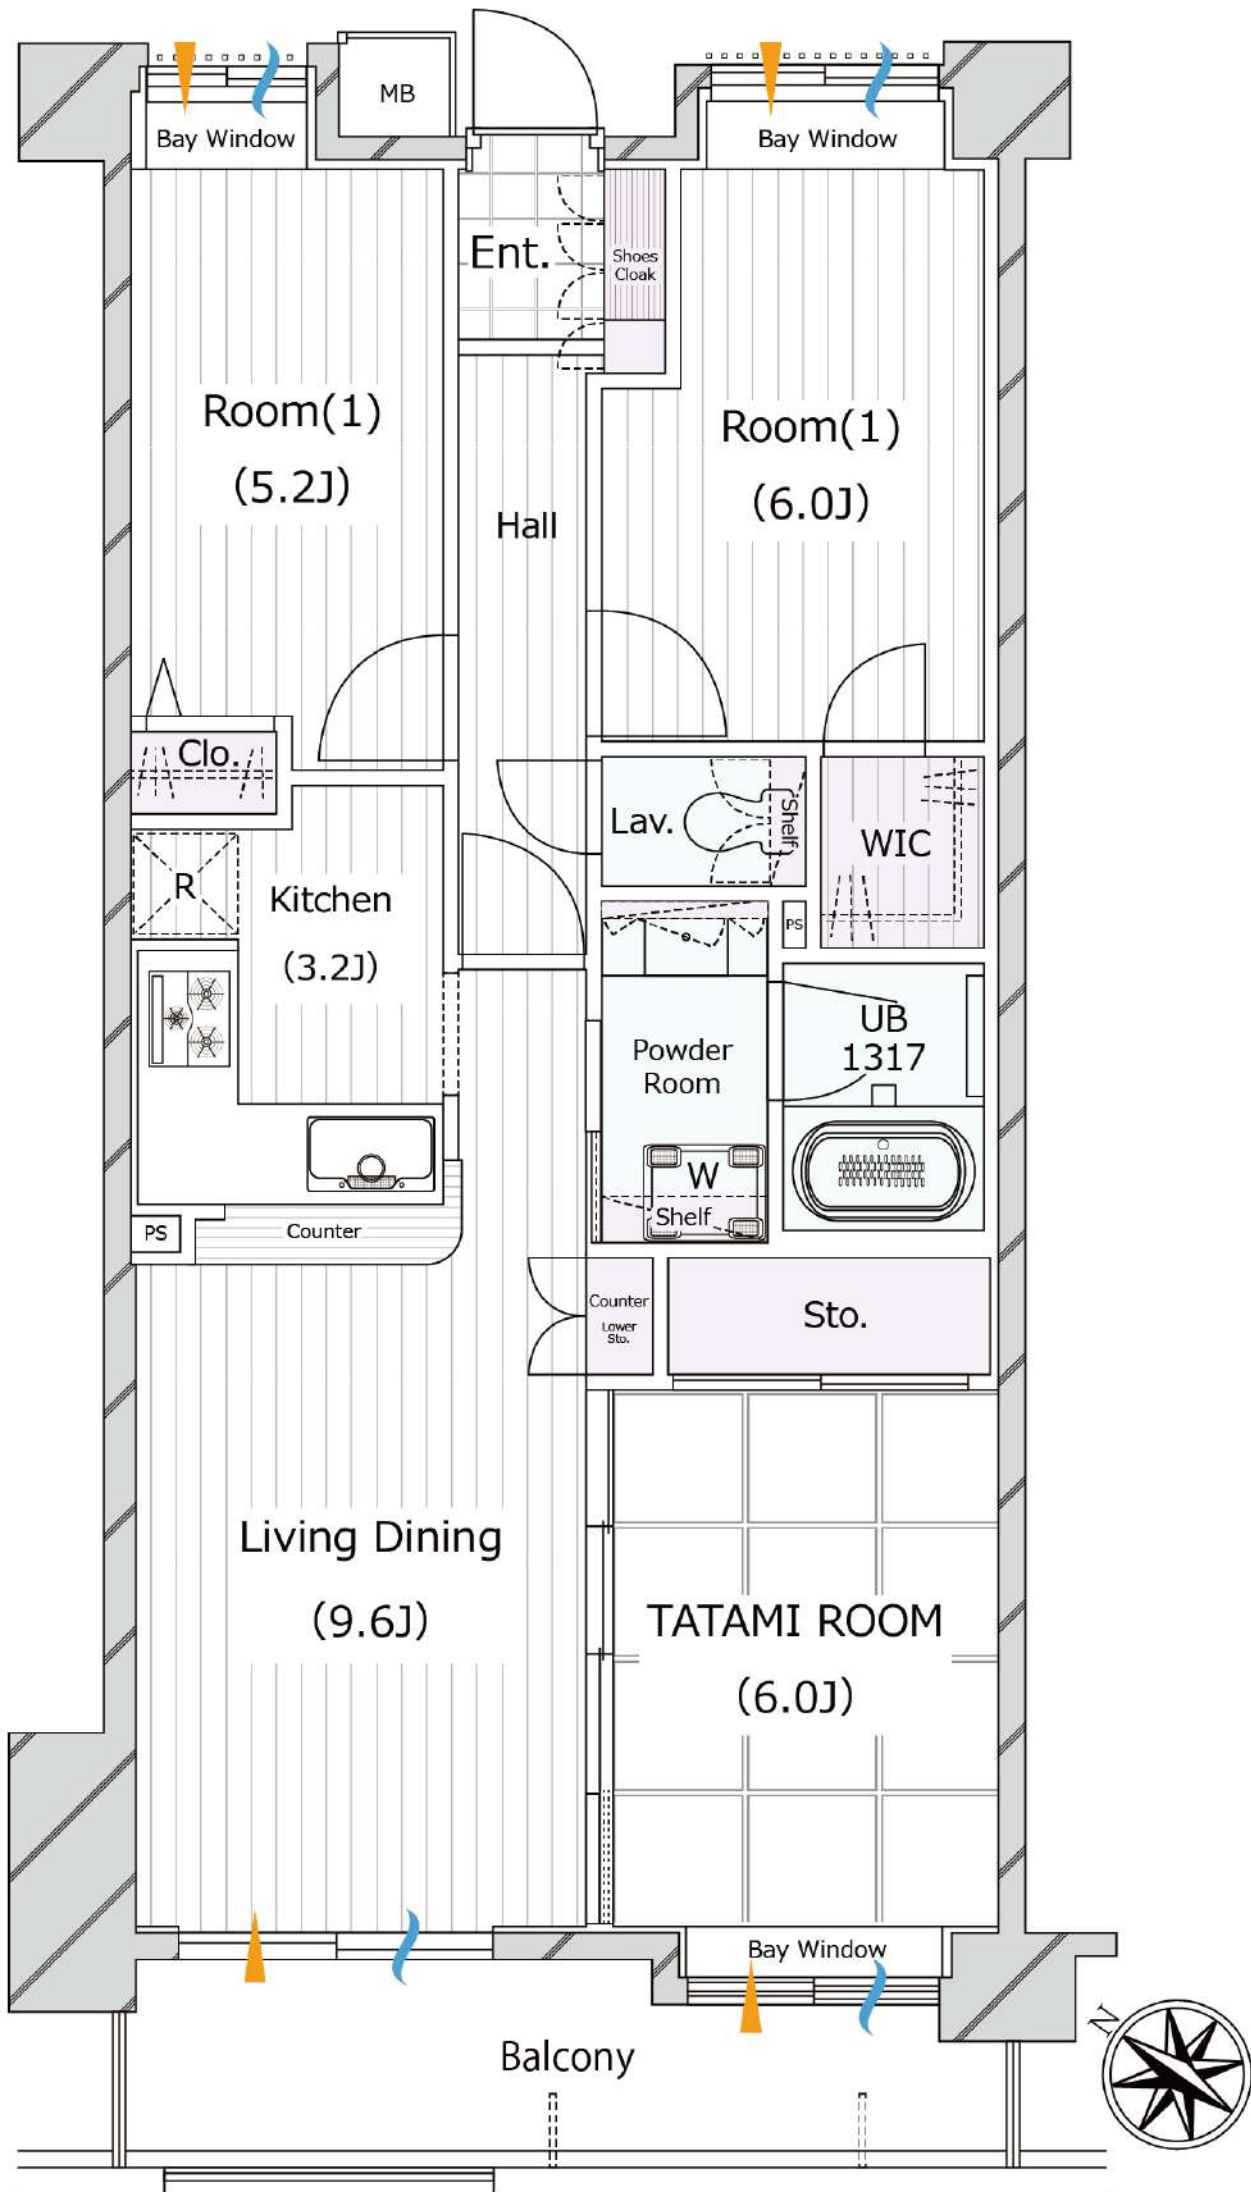 MB
Bay Window
Bay Window
Ent.
Shoes
Cloak
Room(1)
(5.2J)
Room(1)
(6.0J)
Hall
Clo.
Lav.
Shelf
WIC
R
Kitchen
(3.2J)
PS
UB
1317
Powder
Room
W
Shelf
PS
Counter
Counter
Lower
Sto.
Sto.
Living Dining
(9.6J)
TATAMI ROOM
(6.0J)
Bay Window
N
Balcony